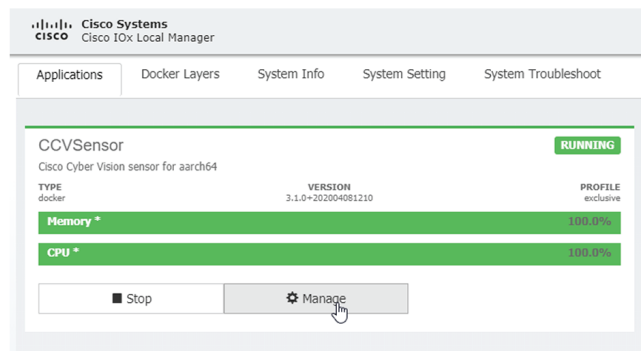 Cisco Systems
CISCO Cisco IOx Local Manager
Applications Docker Layers System Info System Setting System Troubleshoot
CCVSensor RUNNING
Cisco Cyber Vision sensor for aarch64
TYPE VERSION PROFILE
docker 3.1.0+202004081210 exclusive
Memory * 100.0%
CPU * 100.0%
Stop Manage